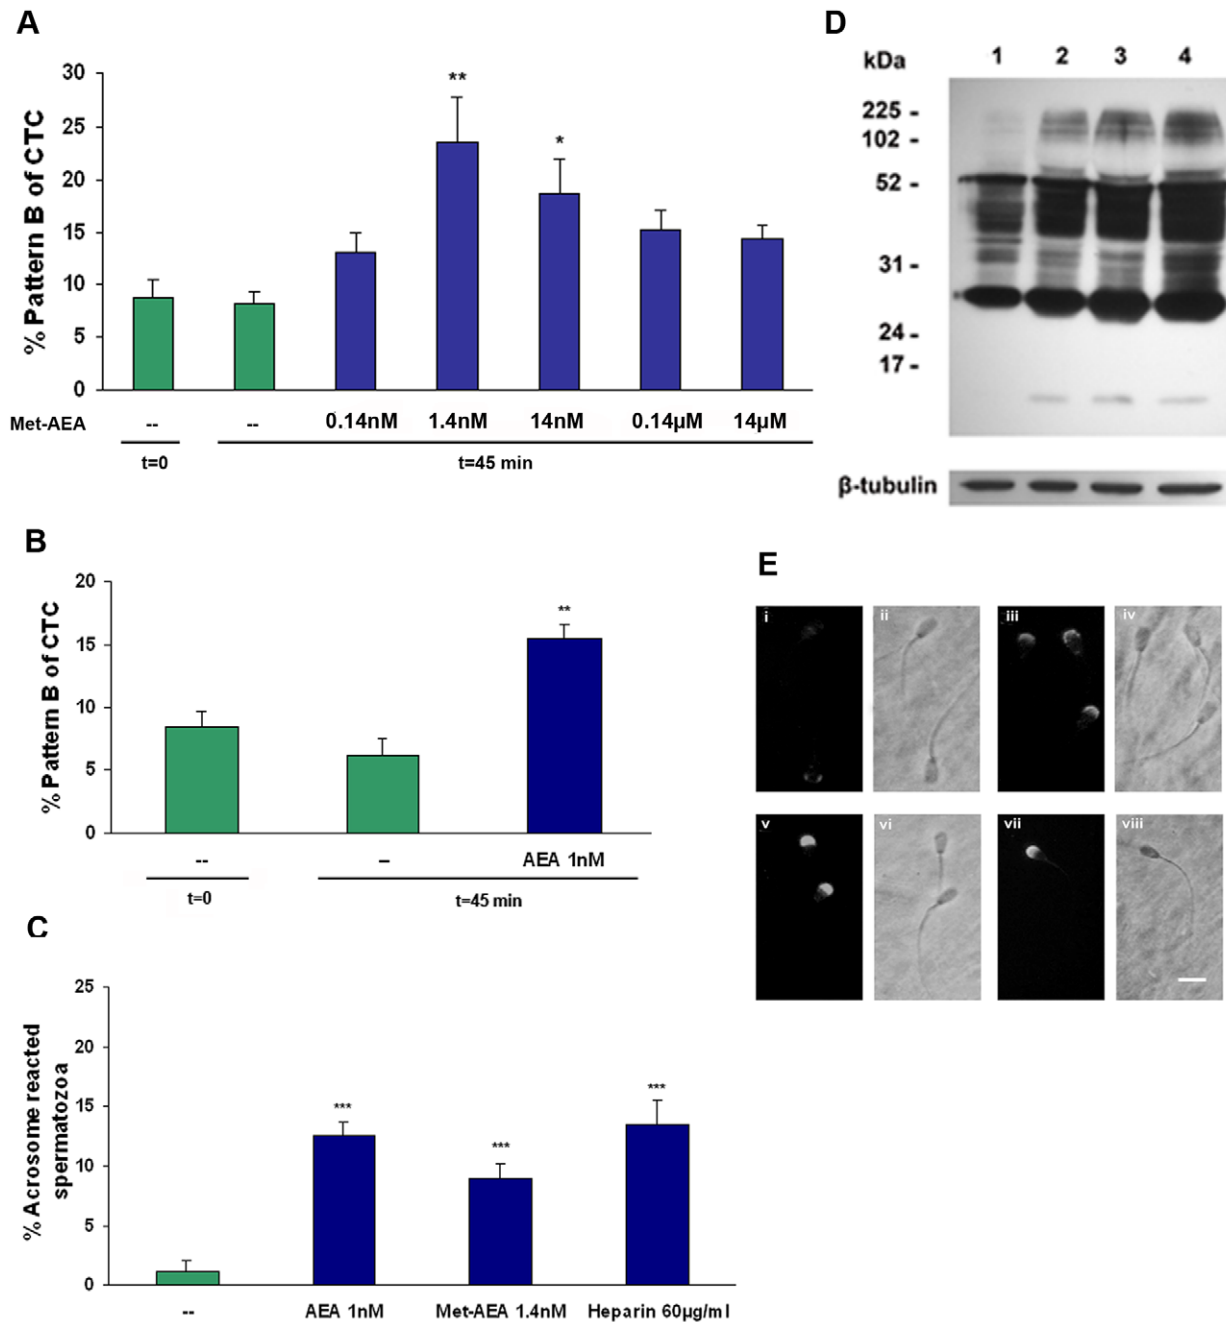 A
% Pattern B of CTC
30
25
20
15
10
5
0
**
*
Met-AEA -- -- 0.14nM 1.4nM 14nM 0.14µM 14µM
t=0 t=45 min
B
% Pattern B of CTC
20
15
10
5
0
**
-- – AEA 1nM
t=0 t=45 min
C
% Acrosome reacted
spermatozoa
25
20
15
10
5
0
***
***
***
-- AEA 1nM Met-AEA 1.4nM Heparin 60µg/ml
D
kDa 1 2 3 4
225 -
102 -
52 -
31 -
24 -
17 -
β-tubulin
E
i ii iii iv
v vi vii viii